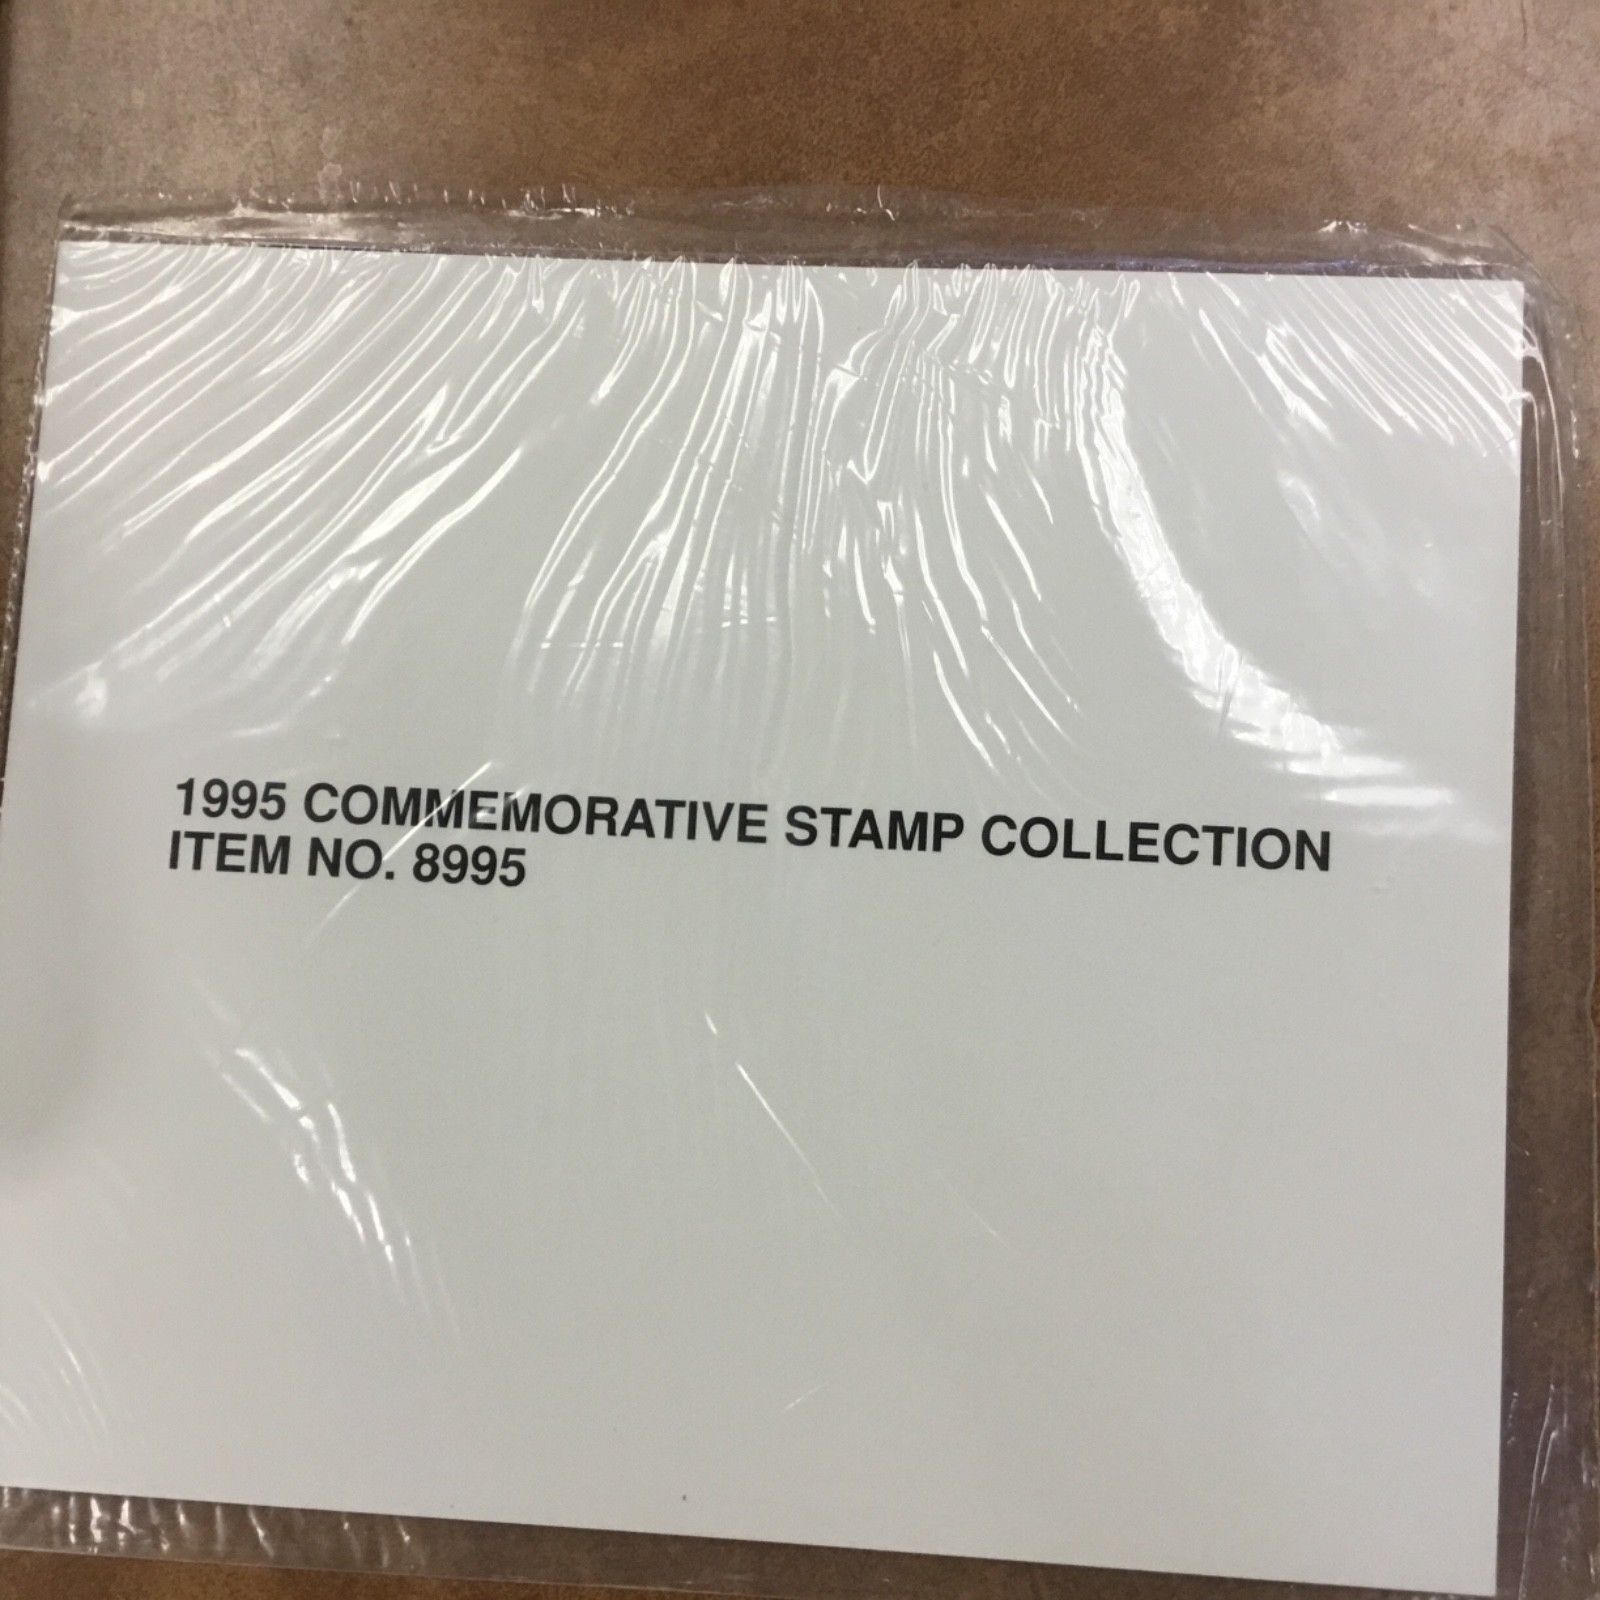 1995 COMMEMORATIVE STAMP COLLECTION
ITEM NO. 8995